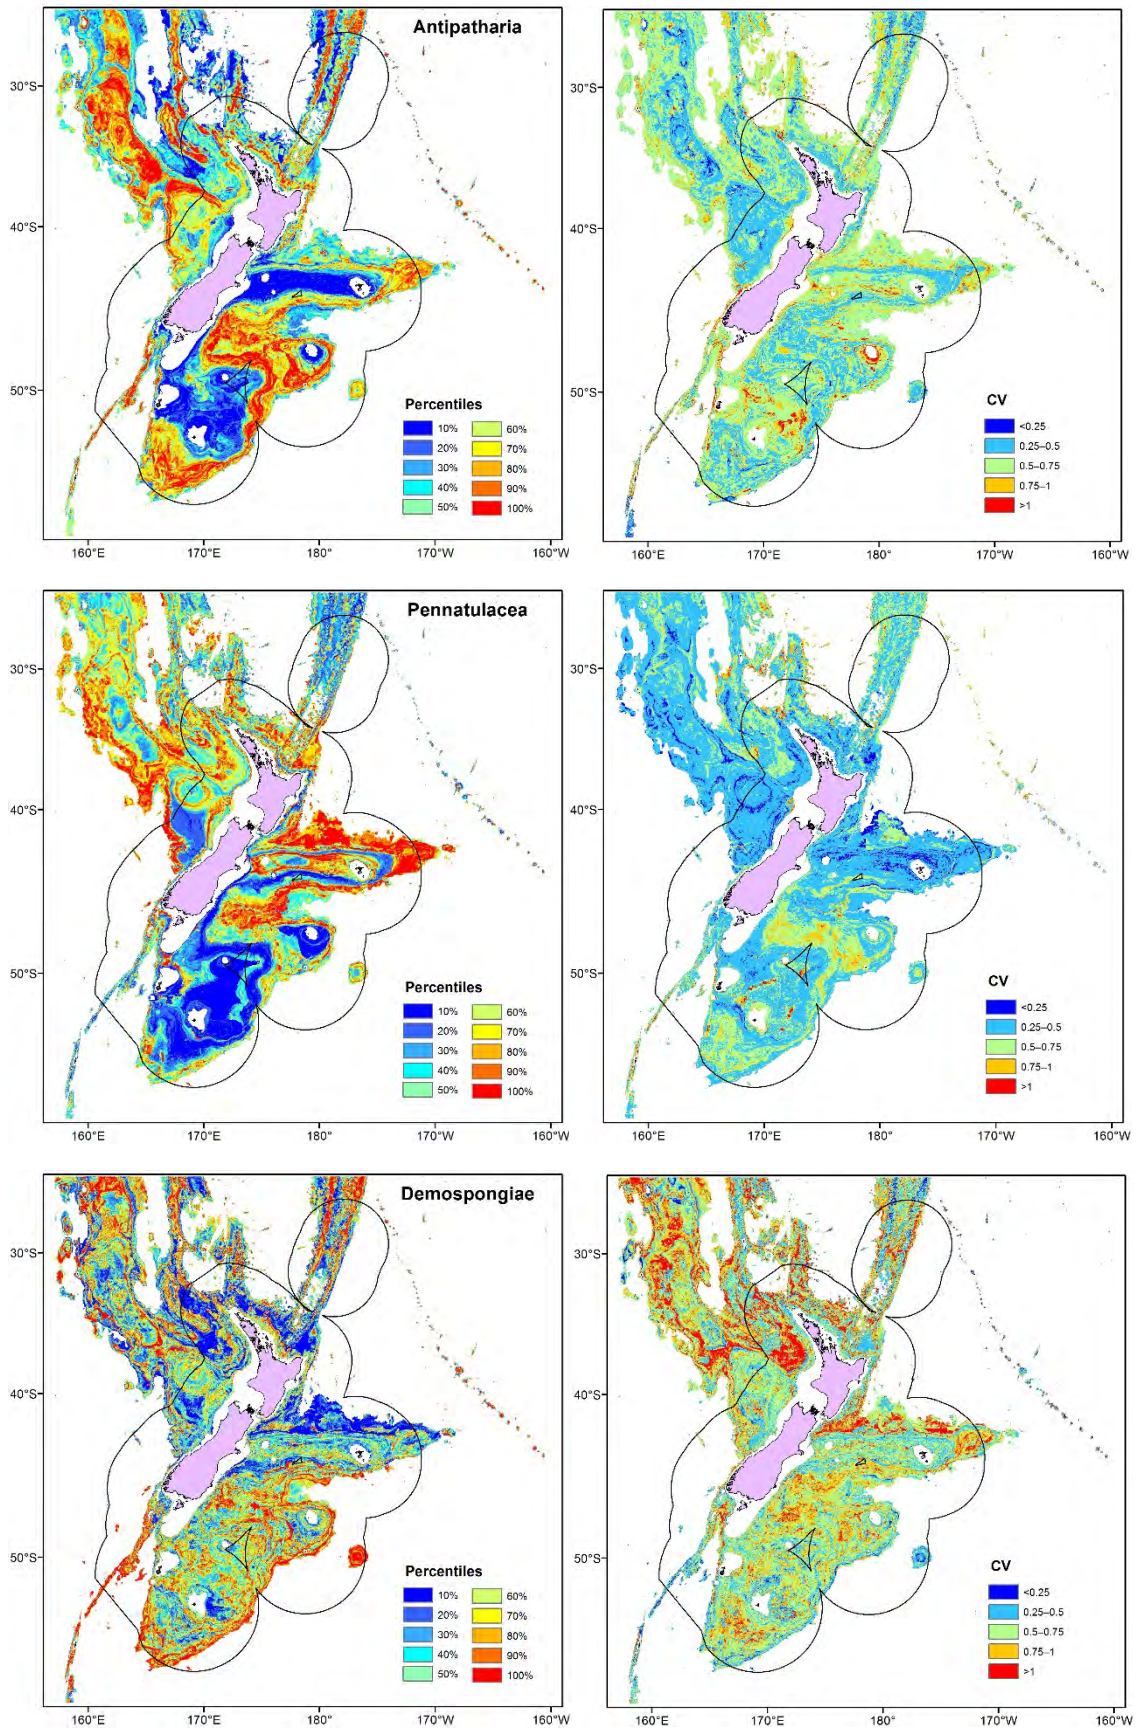 Antipatharia
30°S
40°S
50°S
Percentiles
10% 60%
20% 70%
30% 80%
40% 90%
50% 100%
160°E 170°E 180° 170°W 160°W
30°S
40°S
50°S
CV
<0.25
0.25–0.5
0.5–0.75
0.75–1
>1
160°E 170°E 180° 170°W 160°W
Pennatulacea
30°S
40°S
50°S
Percentiles
10% 60%
20% 70%
30% 80%
40% 90%
50% 100%
160°E 170°E 180° 170°W 160°W
30°S
40°S
50°S
CV
<0.25
0.25–0.5
0.5–0.75
0.75–1
>1
160°E 170°E 180° 170°W 160°W
Demospongiae
30°S
40°S
50°S
Percentiles
10% 60%
20% 70%
30% 80%
40% 90%
50% 100%
160°E 170°E 180° 170°W 160°W
30°S
40°S
50°S
CV
<0.25
0.25–0.5
0.5–0.75
0.75–1
>1
160°E 170°E 180° 170°W 160°W